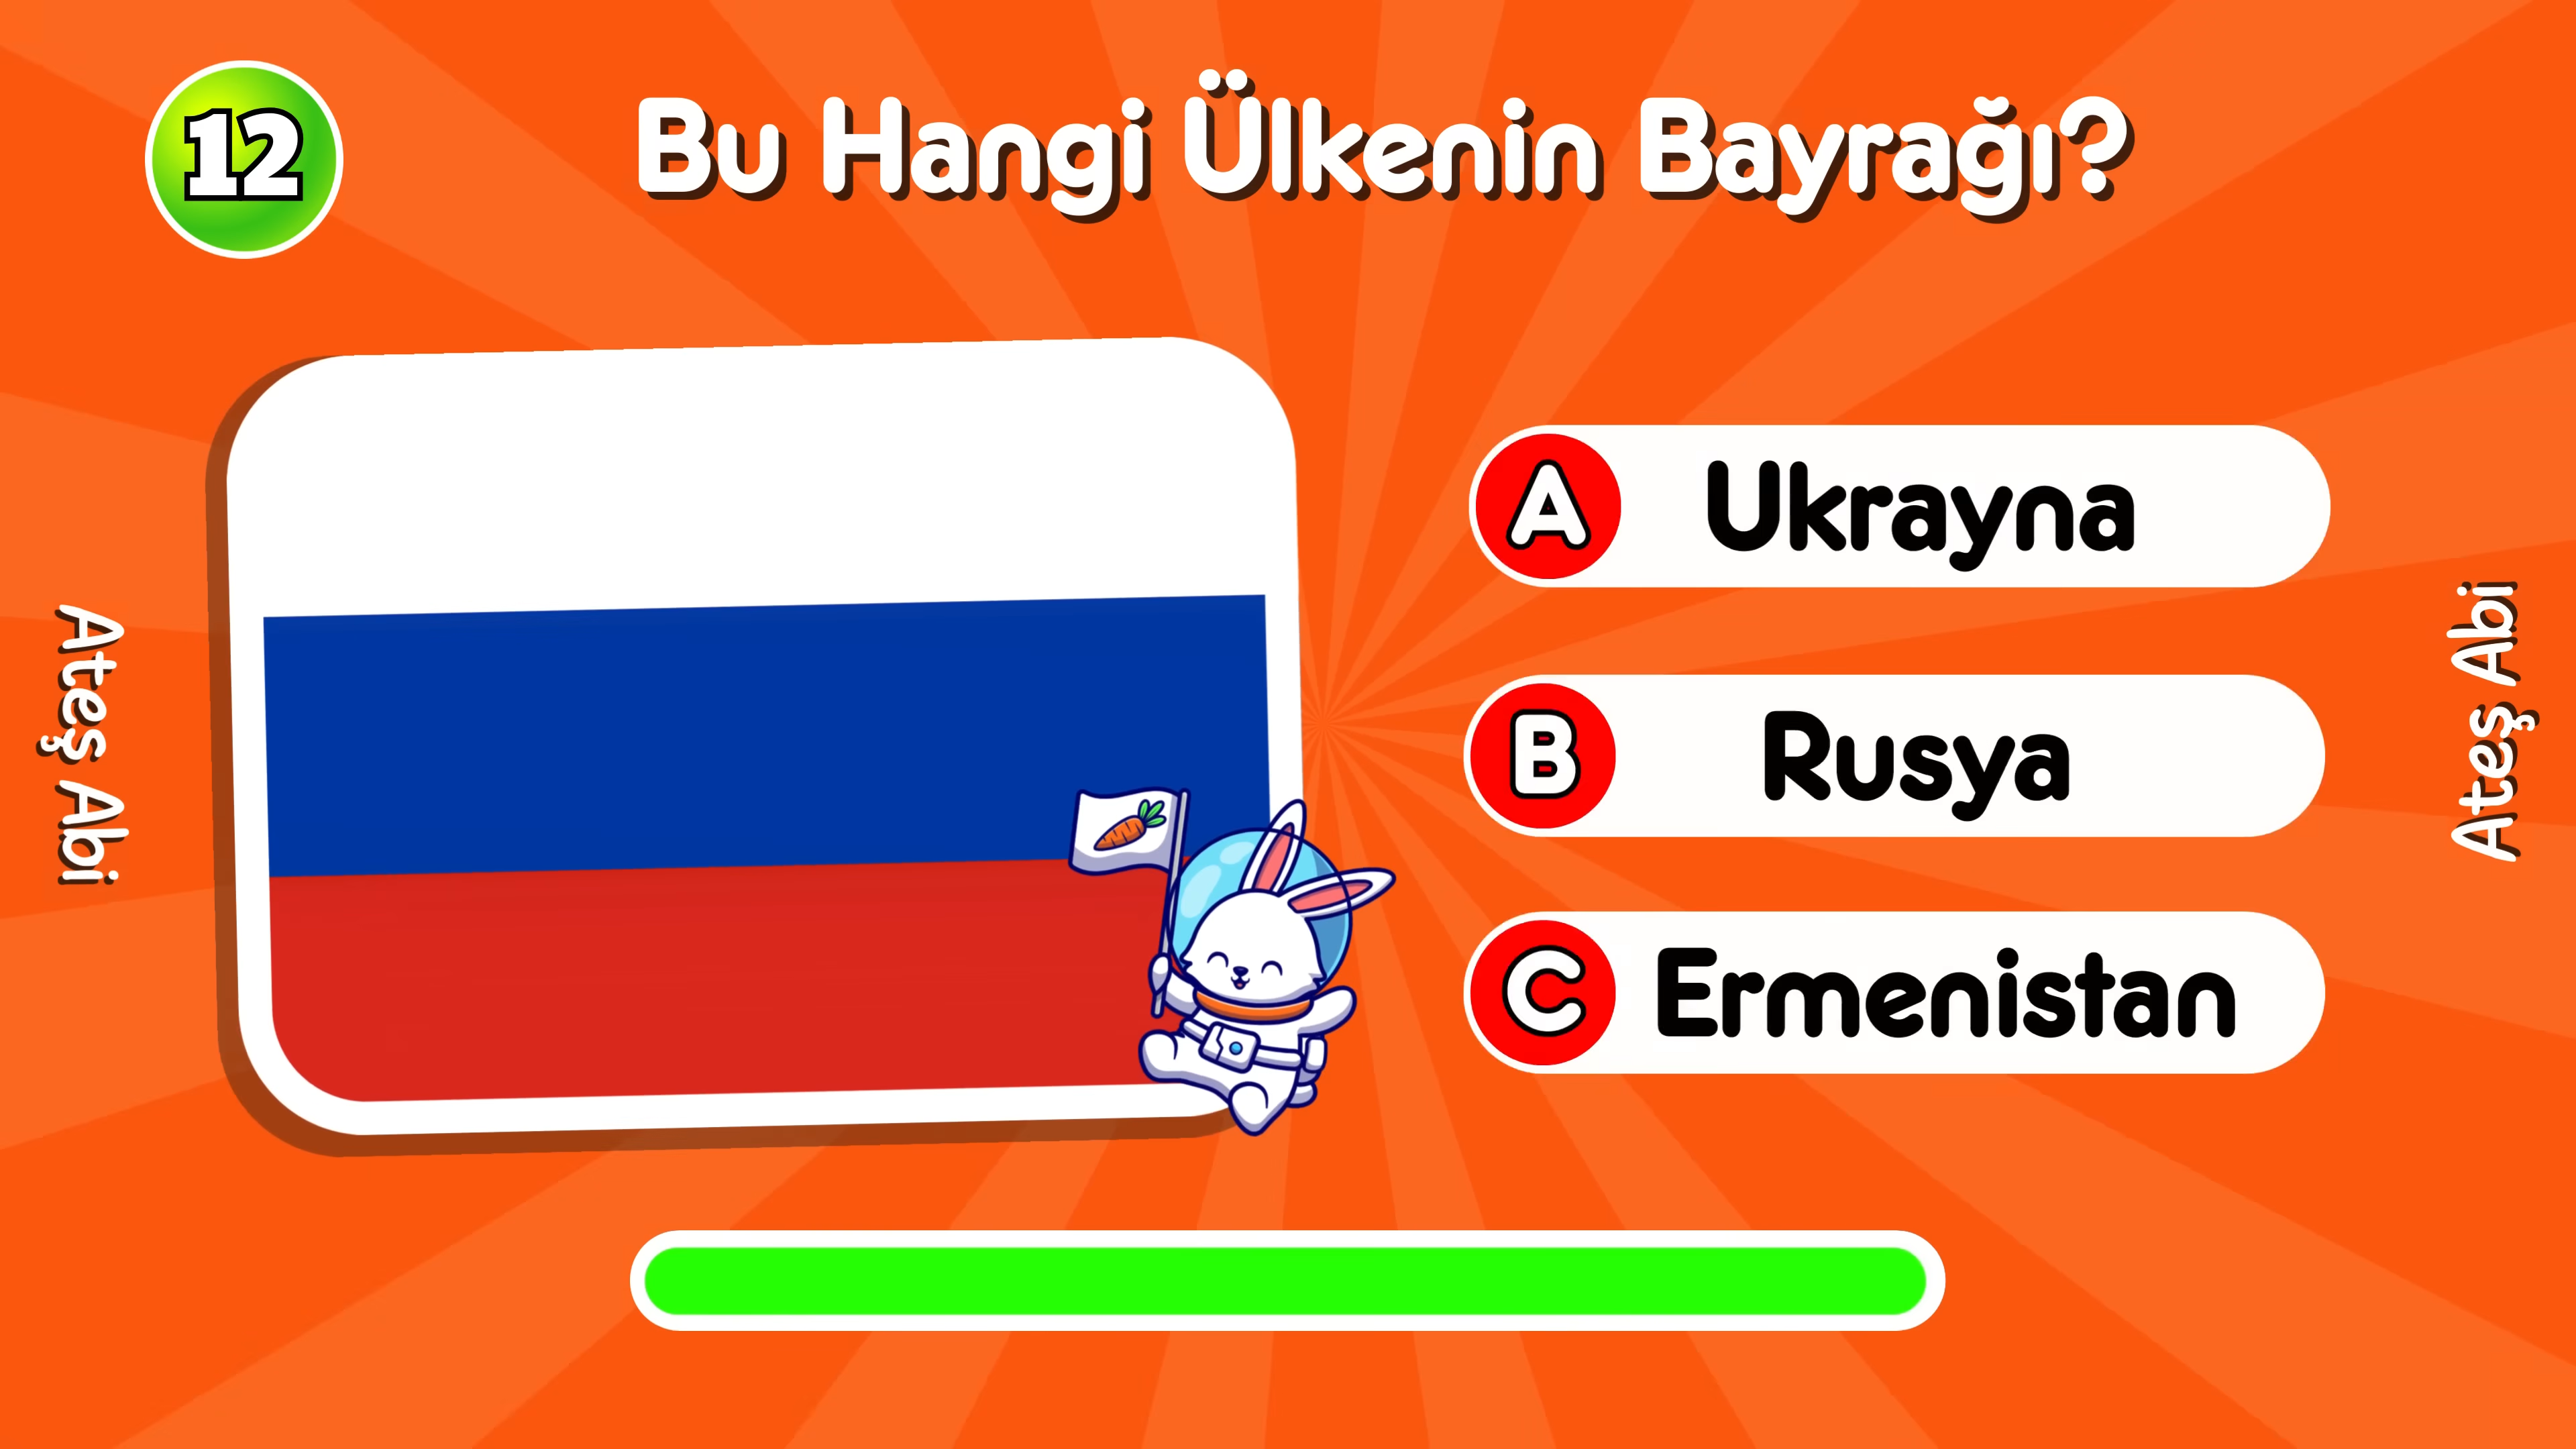 12
Bu Hangi Ülkenin Bayrağı?
A Ukrayna
B Rusya
C Ermenistan
Ateş Abi
Ateş Abi